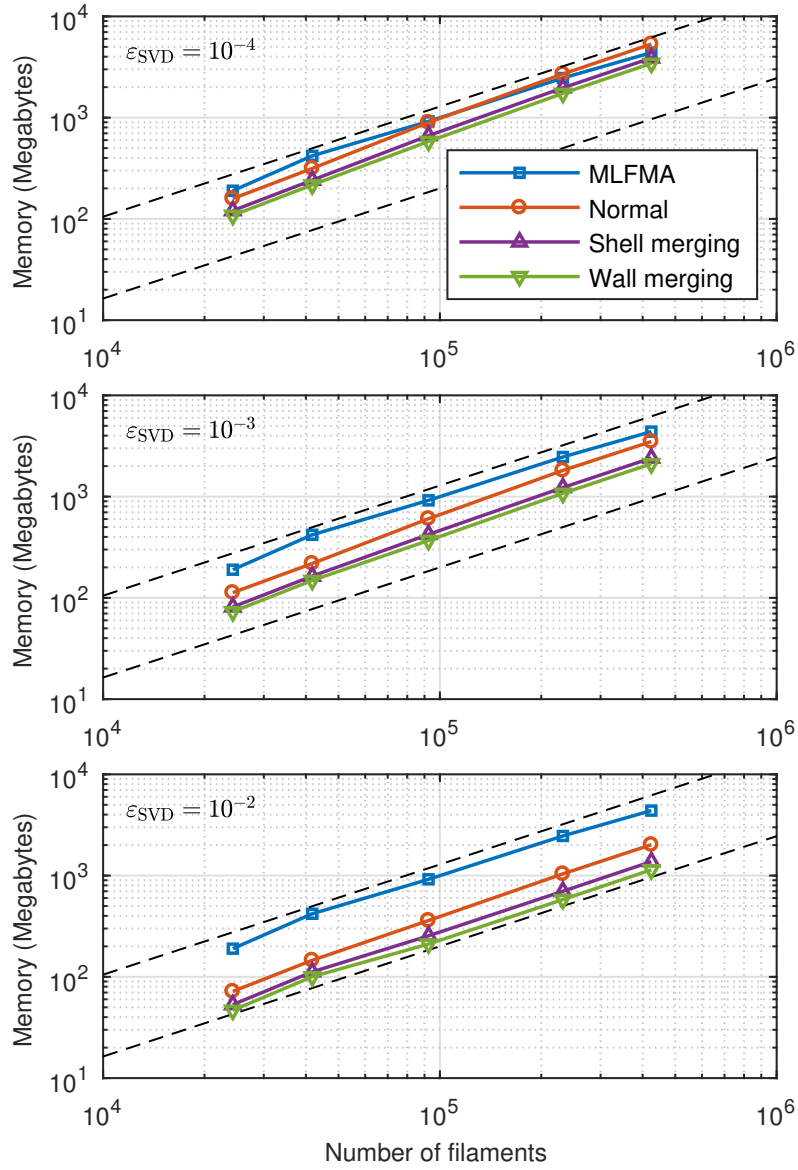 10^4
ε_SVD = 10^−4
10^3
Memory (Megabytes)
MLFMA
Normal
10^2
Shell merging
Wall merging
10^1
10^4 10^5 10^6
10^4
ε_SVD = 10^−3
10^3
Memory (Megabytes)
10^2
10^1
10^4 10^5 10^6
10^4
ε_SVD = 10^−2
10^3
Memory (Megabytes)
10^2
10^1
10^4 10^5 10^6
Number of filaments